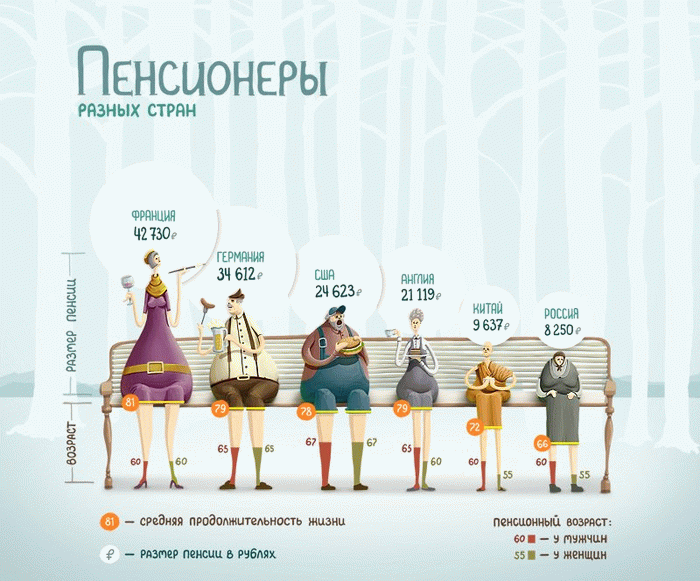 Пенсионеры
разных стран
Франция
42 730 ₽
Германия
34 612 ₽
США
24 623 ₽
Англия
21 119 ₽
Китай
9 637 ₽
Россия
8 250 ₽
Размер пенсии
Возраст
81
79
78
79
72
66
60 60
65 65
67 67
65 60
60 55
60 55
81 — средняя продолжительность жизни
₽ — размер пенсии в рублях
Пенсионный возраст:
60 — у мужчин
55 — у женщин